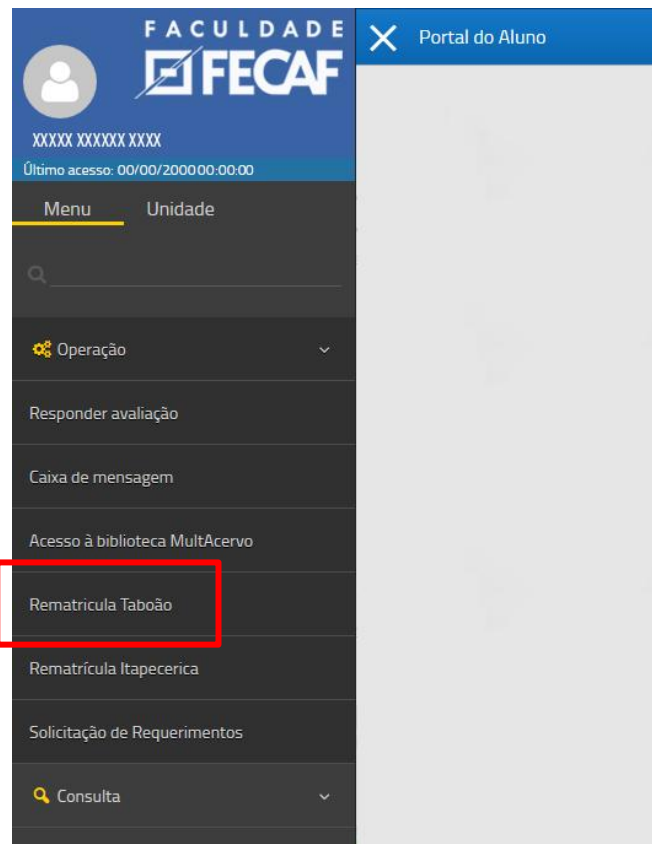 FACULDADE
FECAF
Portal do Aluno
XXXXX XXXXXX XXXX
Último acesso: 00/00/2000 00:00:00
Menu Unidade
Operação
Responder avaliação
Caixa de mensagem
Acesso à biblioteca MultAcervo
Rematricula Taboão
Rematrícula Itapecerica
Solicitação de Requerimentos
Consulta